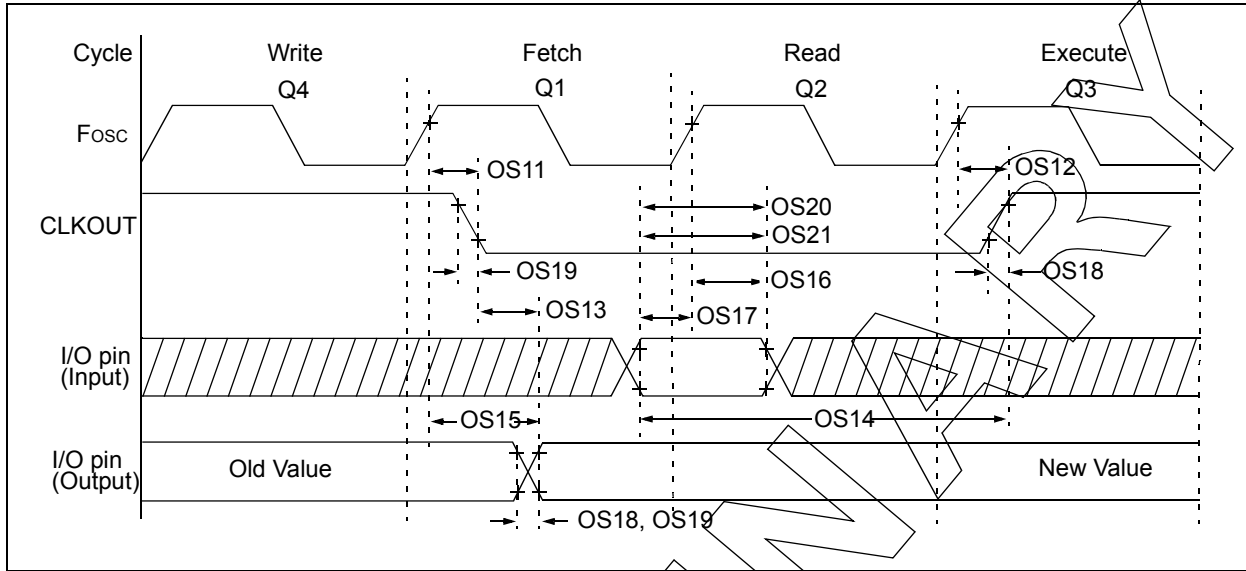 Cycle Write Fetch Read Execute
Q4 Q1 Q2 Q3
FOSC
OS11 OS12
CLKOUT
OS20
OS21
OS19 OS16 OS18
OS13 OS17
I/O pin
(Input)
OS15 OS14
I/O pin
(Output)
Old Value New Value
OS18, OS19